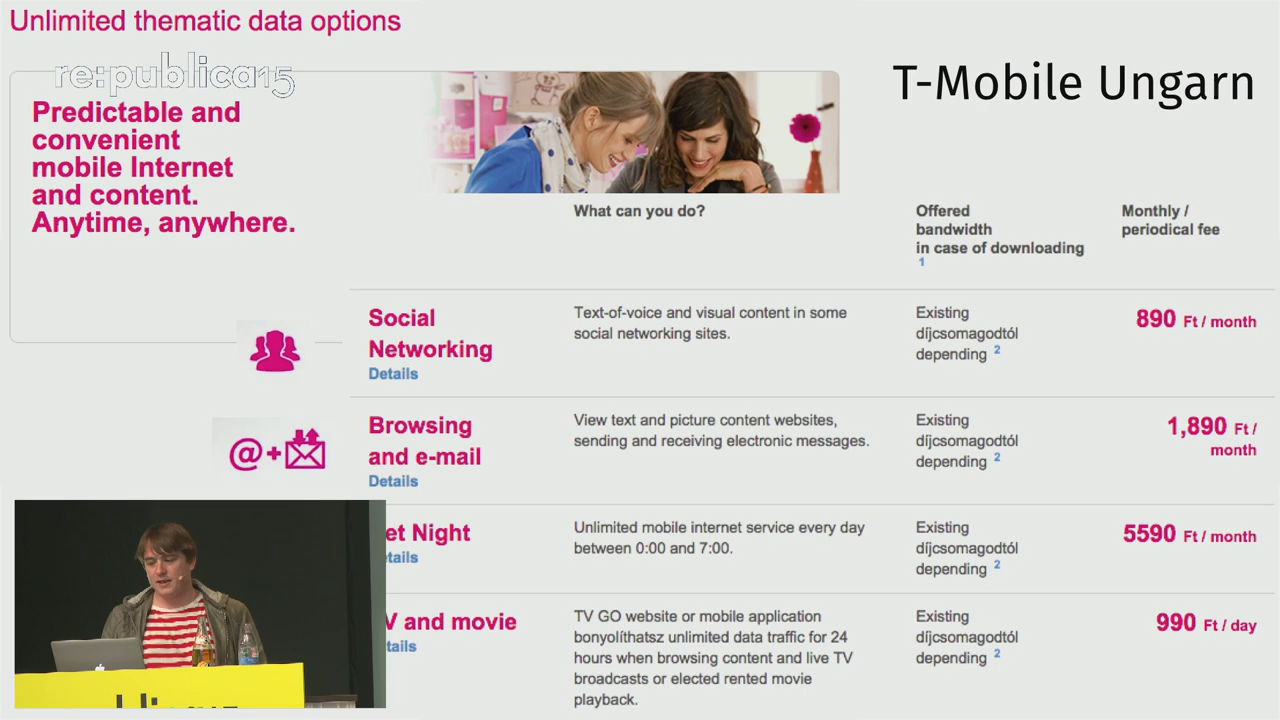 Unlimited thematic data options
re:publica15
T-Mobile Ungarn
Predictable and
convenient
mobile Internet
and content.
Anytime, anywhere.
What can you do?
Offered
bandwidth
in case of downloading
1
Monthly /
periodical fee
Social
Networking
Details
Text-of-voice and visual content in some
social networking sites.
Existing
díjcsomagodtól
depending 2
890 Ft / month
@+
Browsing
and e-mail
Details
View text and picture content websites,
sending and receiving electronic messages.
Existing
díjcsomagodtól
depending 2
1,890 Ft /
month
et Night
etails
Unlimited mobile internet service every day
between 0:00 and 7:00.
Existing
díjcsomagodtól
depending 2
5590 Ft / month
V and movie
tails
TV GO website or mobile application
bonyolíthatsz unlimited data traffic for 24
hours when browsing content and live TV
broadcasts or elected rented movie
playback.
Existing
díjcsomagodtól
depending 2
990 Ft / day